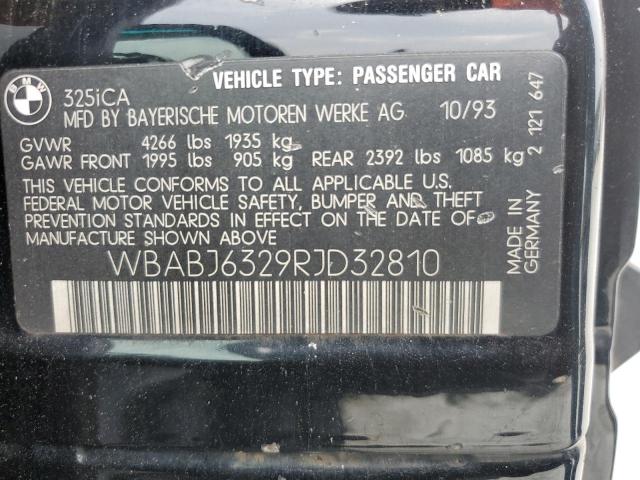 BMW
VEHICLE TYPE: PASSENGER CAR
325iCA
MFD BY BAYERISCHE MOTOREN WERKE AG 10/93
GVWR 4266 lbs 1935 kg
GAWR FRONT 1995 lbs 905 kg REAR 2392 lbs 1085 kg
THIS VEHICLE CONFORMS TO ALL APPLICABLE U.S.
FEDERAL MOTOR VEHICLE SAFETY, BUMPER AND THEFT
PREVENTION STANDARDS IN EFFECT ON THE DATE OF
MANUFACTURE SHOWN ABOVE.
WBABJ6329RJD32810
MADE IN
GERMANY 2 121 647